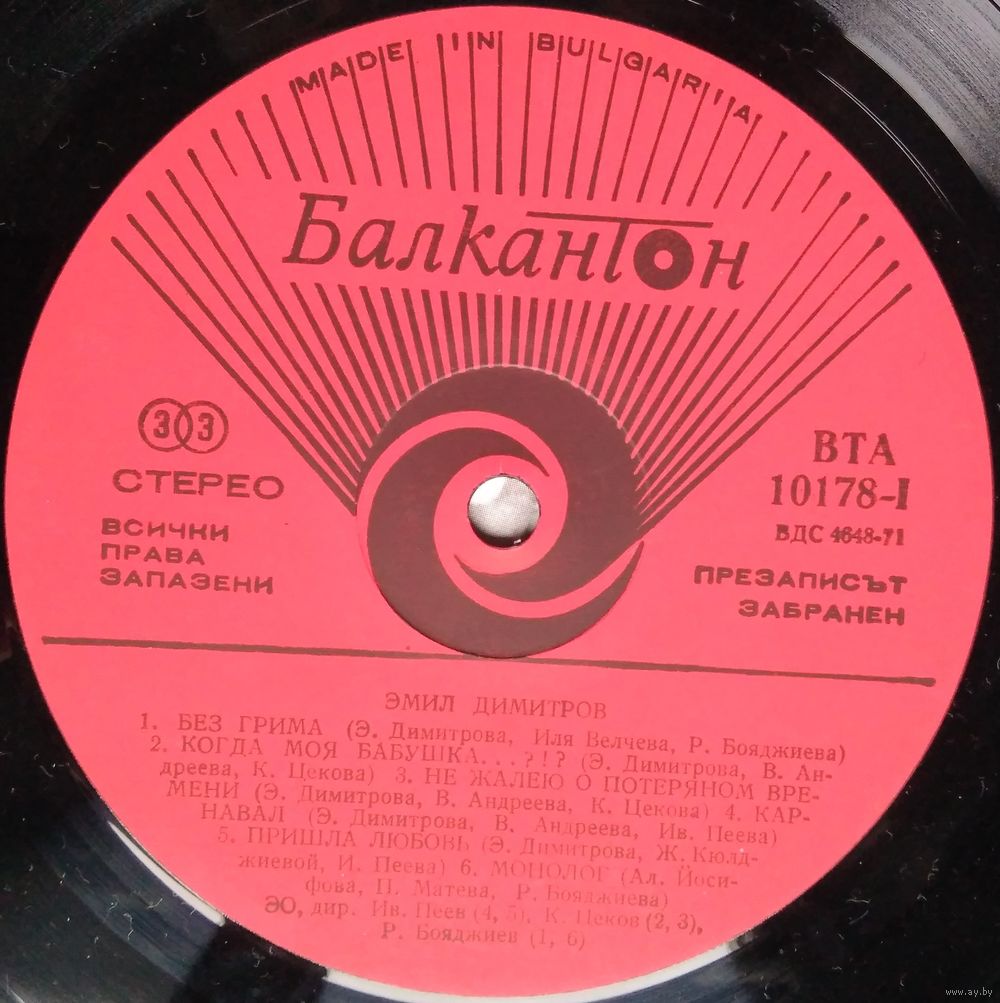 MADE IN BULGARIA
Балкантон
33
СТЕРЕО
ВСИЧКИ
ПРАВА
ЗАПАЗЕНИ
ВТА
10178-I
ВДС 4648-71
ПРЕЗАПИСЪТ
ЗАБРАНЕН
ЭМИЛ ДИМИТРОВ
1. БЕЗ ГРИМА (Э. Димитрова, Иля Велчева, Р. Бояджиева)
2. КОГДА МОЯ БАБУШКА...?!? (Э. Димитрова, В. Ан-
дреева, К. Цекова) 3. НЕ ЖАЛЕЮ О ПОТЕРЯНОМ ВРЕ-
МЕНИ (Э. Димитрова, В. Андреева, К. Цекова) 4. КАР-
НАВАЛ (Э. Димитрова, В. Андреева, Ив. Пеева)
5. ПРИШЛА ЛЮБОВЬ (Э. Димитрова, Ж. Кюлд-
жиевой, И. Пеева) 6. МОНОЛОГ (Ал. Йоси-
фова, П. Матева, Р. Бояджиева)
ЭО, дир. Ив. Пеев (4, 5), К. Цеков (2, 3),
Р. Бояджиев (1, 6)
www.ay.by